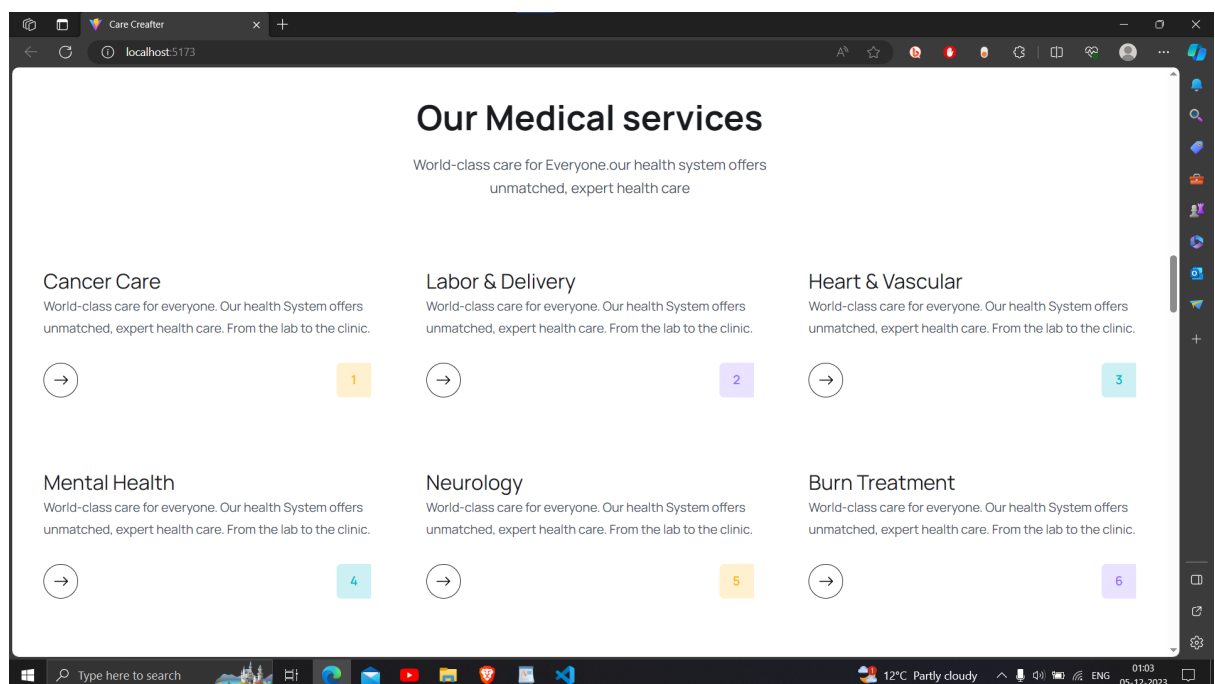 Care Creafter
localhost:5173
Our Medical services
World-class care for Everyone.our health system offers
unmatched, expert health care
Cancer Care
World-class care for everyone. Our health System offers
unmatched, expert health care. From the lab to the clinic.
1
Labor & Delivery
World-class care for everyone. Our health System offers
unmatched, expert health care. From the lab to the clinic.
2
Heart & Vascular
World-class care for everyone. Our health System offers
unmatched, expert health care. From the lab to the clinic.
3
Mental Health
World-class care for everyone. Our health System offers
unmatched, expert health care. From the lab to the clinic.
4
Neurology
World-class care for everyone. Our health System offers
unmatched, expert health care. From the lab to the clinic.
5
Burn Treatment
World-class care for everyone. Our health System offers
unmatched, expert health care. From the lab to the clinic.
6
Type here to search
12°C Partly cloudy
ENG
01:03
05-12-2023